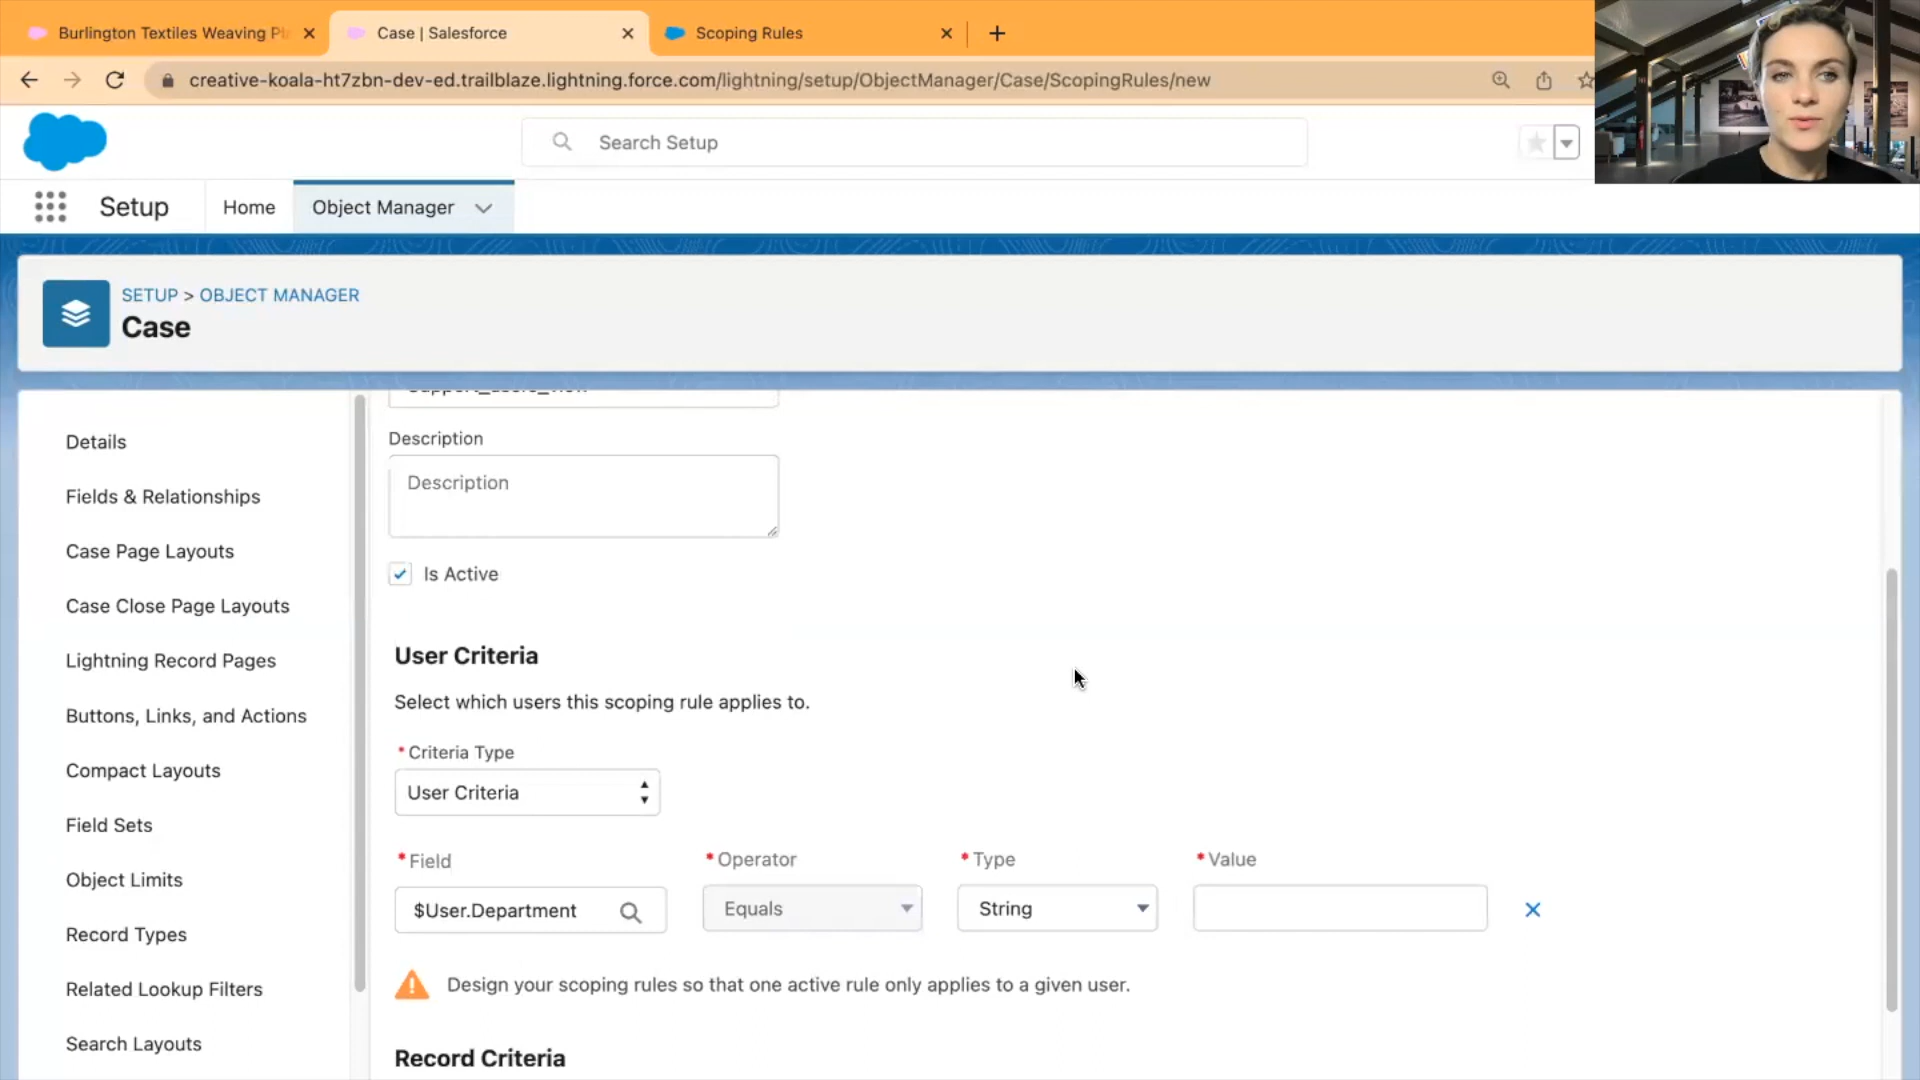 Burlington Textiles Weaving Pl
Case | Salesforce
Scoping Rules
creative-koala-ht7zbn-dev-ed.trailblaze.lightning.force.com/lightning/setup/ObjectManager/Case/ScopingRules/new
Search Setup
Setup
Home
Object Manager
SETUP > OBJECT MANAGER
Case
Details
Fields & Relationships
Case Page Layouts
Case Close Page Layouts
Lightning Record Pages
Buttons, Links, and Actions
Compact Layouts
Field Sets
Object Limits
Record Types
Related Lookup Filters
Search Layouts
Description
Description
Is Active
User Criteria
Select which users this scoping rule applies to.
* Criteria Type
User Criteria
* Field
* Operator
* Type
* Value
$User.Department
Equals
String
Design your scoping rules so that one active rule only applies to a given user.
Record Criteria